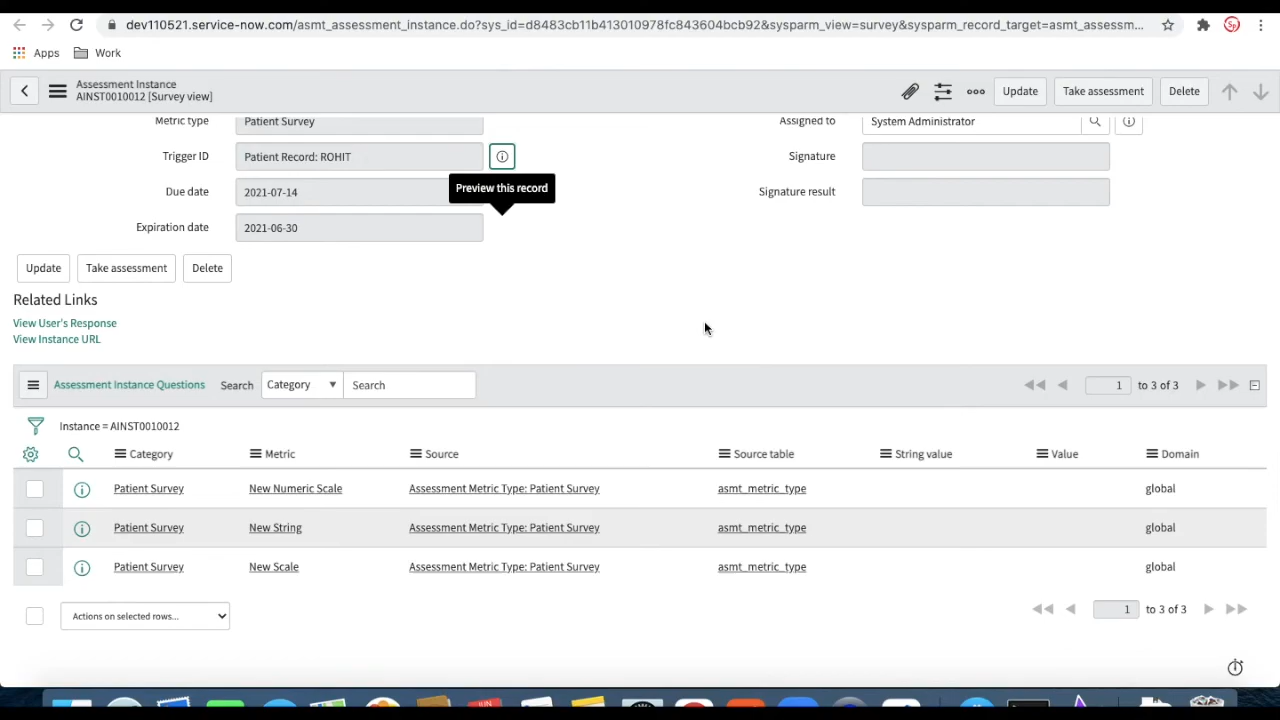 dev110521.service-now.com/asmt_assessment_instance.do?sys_id=d8483cb11b413010978fc843604bcb92&sysparm_view=survey&sysparm_record_target=asmt_assessm...
Sp
Apps
Work
Assessment Instance
AINST0010012 [Survey view]
Update
Take assessment
Delete
Metric type
Patient Survey
Assigned to
System Administrator
Trigger ID
Patient Record: ROHIT
Signature
Preview this record
Due date
2021-07-14
Signature result
Expiration date
2021-06-30
Update
Take assessment
Delete
Related Links
View User's Response
View Instance URL
Assessment Instance Questions
Search
Category
Search
1 to 3 of 3
Instance = AINST0010012
Category Metric Source Source table String value Value Domain
Patient Survey New Numeric Scale Assessment Metric Type: Patient Survey asmt_metric_type global
Patient Survey New String Assessment Metric Type: Patient Survey asmt_metric_type global
Patient Survey New Scale Assessment Metric Type: Patient Survey asmt_metric_type global
Actions on selected rows...
1 to 3 of 3
JUN